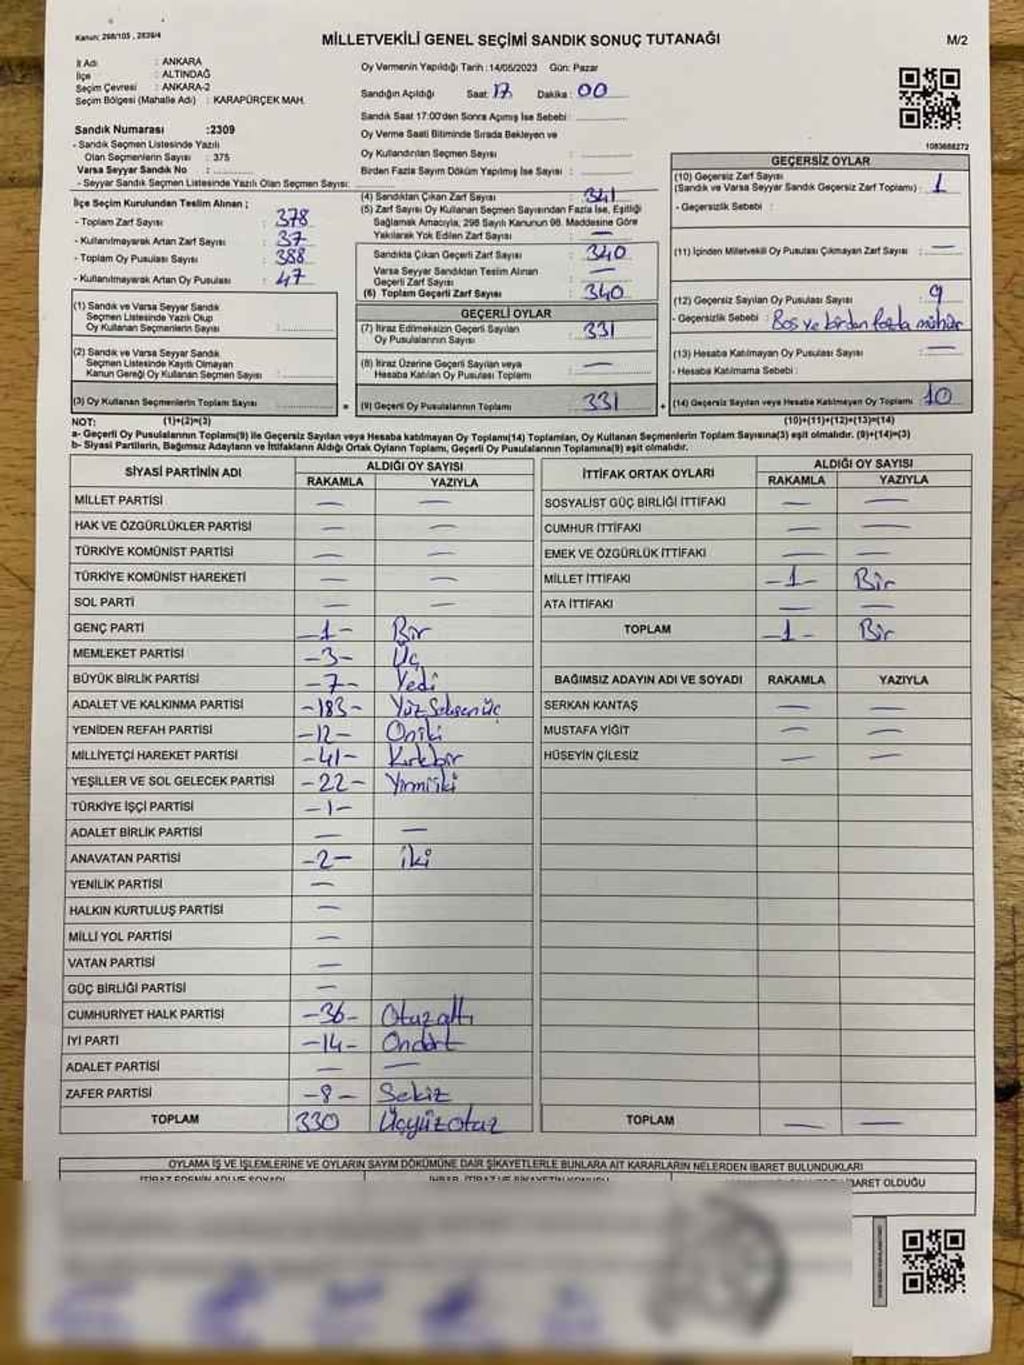 Kanun: 298/105 , 2839/4
MİLLETVEKİLİ GENEL SEÇİMİ SANDIK SONUÇ TUTANAĞI
M/2
İl Adı : ANKARA
İlçe : ALTINDAĞ
Seçim Çevresi : ANKARA-2
Seçim Bölgesi (Mahalle Adı) : KARAPÜRÇEK MAH.
Oy Vermenin Yapıldığı Tarih : 14/05/2023 Gün: Pazar
Sandığın Açıldığı Saat: 17 Dakika : 00
Sandık Saat 17:00'den Sonra Açılmış İse Sebebi :
Oy Verme Saati Bitiminde Sırada Bekleyen ve
Oy Kullandırılan Seçmen Sayısı :
Birden Fazla Sayım Döküm Yapılmış İse Sayısı :
Sandık Numarası :2309
- Sandık Seçmen Listesinde Yazılı
Olan Seçmenlerin Sayısı : 375
Varsa Seyyar Sandık No :
- Seyyar Sandık Seçmen Listesinde Yazılı Olan Seçmen Sayısı:
İlçe Seçim Kurulundan Teslim Alınan ;
- Toplam Zarf Sayısı : 378
- Kullanılmayarak Artan Zarf Sayısı : 37
- Toplam Oy Pusulası Sayısı : 388
- Kullanılmayarak Artan Oy Pusulası : 47
(1) Sandık ve Varsa Seyyar Sandık
Seçmen Listesinde Yazılı Olup
Oy Kullanan Seçmenlerin Sayısı :
(2) Sandık ve Varsa Seyyar Sandık
Seçmen Listesinde Kayıtlı Olmayan
Kanun Gereği Oy Kullanan Seçmen Sayısı :
(3) Oy Kullanan Seçmenlerin Toplam Sayısı
(4) Sandıktan Çıkan Zarf Sayısı : 341
(5) Zarf Sayısı Oy Kullanan Seçmen Sayısından Fazla İse, Eşitliği
Sağlamak Amacıyla; 298 Sayılı Kanunun 98. Maddesine Göre
Yakılarak Yok Edilen Zarf Sayısı : —
Sandıkta Çıkan Geçerli Zarf Sayısı : 340
Varsa Seyyar Sandıktan Teslim Alınan
Geçerli Zarf Sayısı : —
(6) Toplam Geçerli Zarf Sayısı : 340
GEÇERLİ OYLAR
(7) İtiraz Edilmeksizin Geçerli Sayılan
Oy Pusulalarının Sayısı : 331
(8) İtiraz Üzerine Geçerli Sayılan veya
Hesaba Katılan Oy Pusulası Toplamı : —
= (9) Geçerli Oy Pusulalarının Toplamı : 331
1083688272
GEÇERSİZ OYLAR
(10) Geçersiz Zarf Sayısı
(Sandık ve Varsa Seyyar Sandık Geçersiz Zarf Toplamı) : 1
- Geçersizlik Sebebi :
(11) İçinden Milletvekili Oy Pusulası Çıkmayan Zarf Sayısı : —
(12) Geçersiz Sayılan Oy Pusulası Sayısı : 9
- Geçersizlik Sebebi : Boş ve birden fazla mühür
(13) Hesaba Katılmayan Oy Pusulası Sayısı : —
- Hesaba Katılmama Sebebi :
+ (14) Geçersiz Sayılan veya Hesaba Katılmayan Oy Toplamı : 10
NOT: (1)+(2)=(3) (10)+(11)+(12)+(13)=(14)
a- Geçerli Oy Pusulalarının Toplamı(9) ile Geçersiz Sayılan veya Hesaba katılmayan Oy Toplamı(14) Toplamları, Oy Kullanan Seçmenlerin Toplam Sayısına(3) eşit olmalıdır. (9)+(14)=(3)
b- Siyasi Partilerin, Bağımsız Adayların ve İttifakların Aldığı Ortak Oyların Toplamı, Geçerli Oy Pusulalarının Toplamına(9) eşit olmalıdır.
SİYASİ PARTİNİN ADI ALDIĞI OY SAYISI
RAKAMLA YAZIYLA
MİLLET PARTİSİ — —
HAK VE ÖZGÜRLÜKLER PARTİSİ — —
TÜRKİYE KOMÜNİST PARTİSİ — —
TÜRKİYE KOMÜNİST HAREKETİ — —
SOL PARTİ — —
GENÇ PARTİ -1- Bir
MEMLEKET PARTİSİ -3- Üç
BÜYÜK BİRLİK PARTİSİ -7- Yedi
ADALET VE KALKINMA PARTİSİ -183- Yüz Seksen üç
YENİDEN REFAH PARTİSİ -12- Oniki
MİLLİYETÇİ HAREKET PARTİSİ -41- Kırkbir
YEŞİLLER VE SOL GELECEK PARTİSİ -22- Yirmiiki
TÜRKİYE İŞÇİ PARTİSİ -1-
ADALET BİRLİK PARTİSİ — —
ANAVATAN PARTİSİ -2- iki
YENİLİK PARTİSİ —
HALKIN KURTULUŞ PARTİSİ —
MİLLİ YOL PARTİSİ —
VATAN PARTİSİ —
GÜÇ BİRLİĞİ PARTİSİ —
CUMHURİYET HALK PARTİSİ -36- Otuzaltı
İYİ PARTİ -14- Ondört
ADALET PARTİSİ — —
ZAFER PARTİSİ -8- Sekiz
TOPLAM 330 Üçyüzotuz
İTTİFAK ORTAK OYLARI ALDIĞI OY SAYISI
RAKAMLA YAZIYLA
SOSYALİST GÜÇ BİRLİĞİ İTTİFAKI — —
CUMHUR İTTİFAKI — —
EMEK VE ÖZGÜRLÜK İTTİFAKI — —
MİLLET İTTİFAKI -1- Bir
ATA İTTİFAKI — —
TOPLAM -1- Bir
BAĞIMSIZ ADAYIN ADI VE SOYADI RAKAMLA YAZIYLA
SERKAN KANTAŞ — —
MUSTAFA YİĞİT — —
HÜSEYİN ÇİLESİZ — —
TOPLAM — —
OYLAMA İŞ VE İŞLEMLERİNE VE OYLARIN SAYIM DÖKÜMÜNE DAİR ŞİKAYETLERLE BUNLARA AİT KARARLARIN NELERDEN İBARET BULUNDUKLARI
İTİRAZ EDENİN ADI VE SOYADI İHBAR, İTİRAZ VE ŞİKAYETİN KONUSU İBARET OLDUĞU